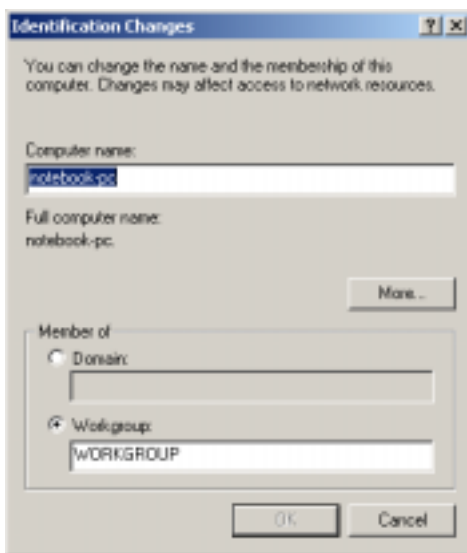 Identification Changes
You can change the name and the membership of this
computer. Changes may affect access to network resources.
Computer name:
notebook-pc
Full computer name:
notebook-pc.
More...
Member of
Domain:
Workgroup:
WORKGROUP
OK
Cancel